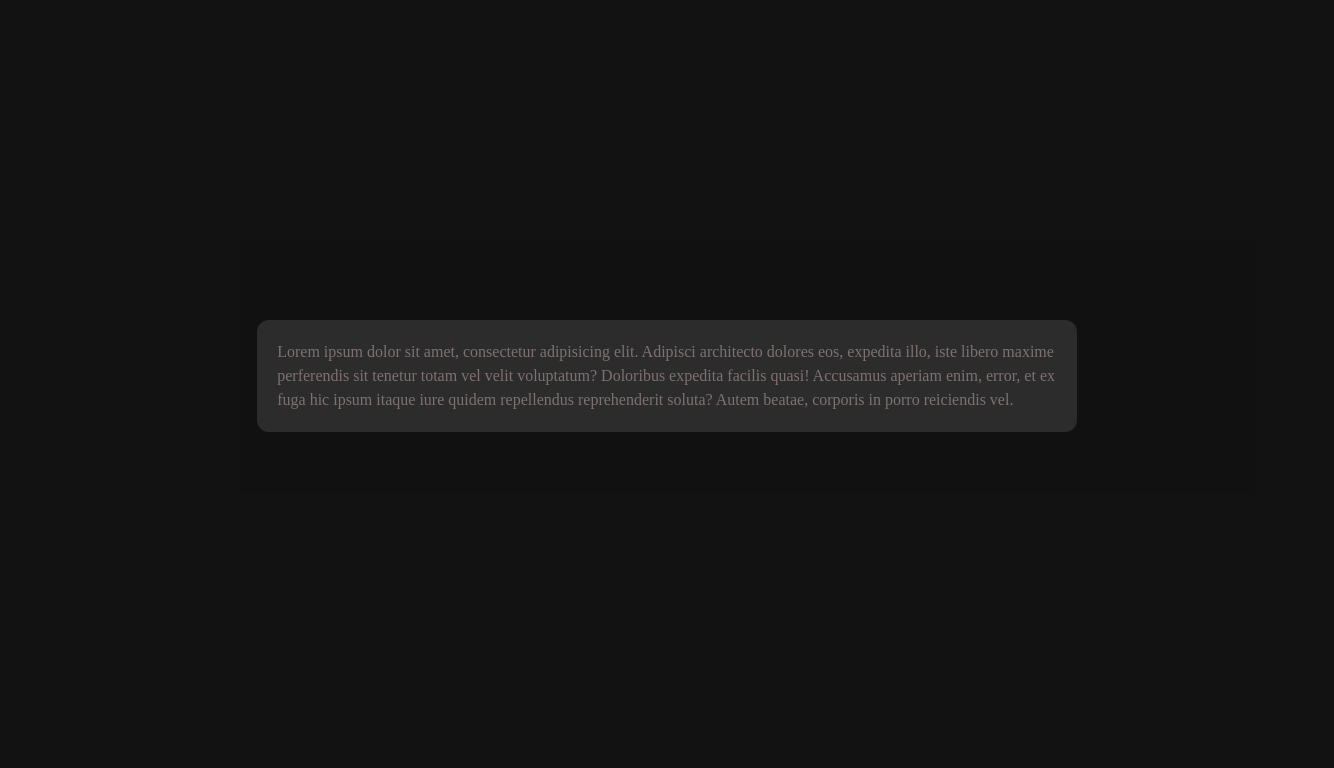 Lorem ipsum dolor sit amet, consectetur adipisicing elit. Adipisci architecto dolores eos, expedita illo, iste libero maxime
perferendis sit tenetur totam vel velit voluptatum? Doloribus expedita facilis quasi! Accusamus aperiam enim, error, et ex
fuga hic ipsum itaque iure quidem repellendus reprehenderit soluta? Autem beatae, corporis in porro reiciendis vel.